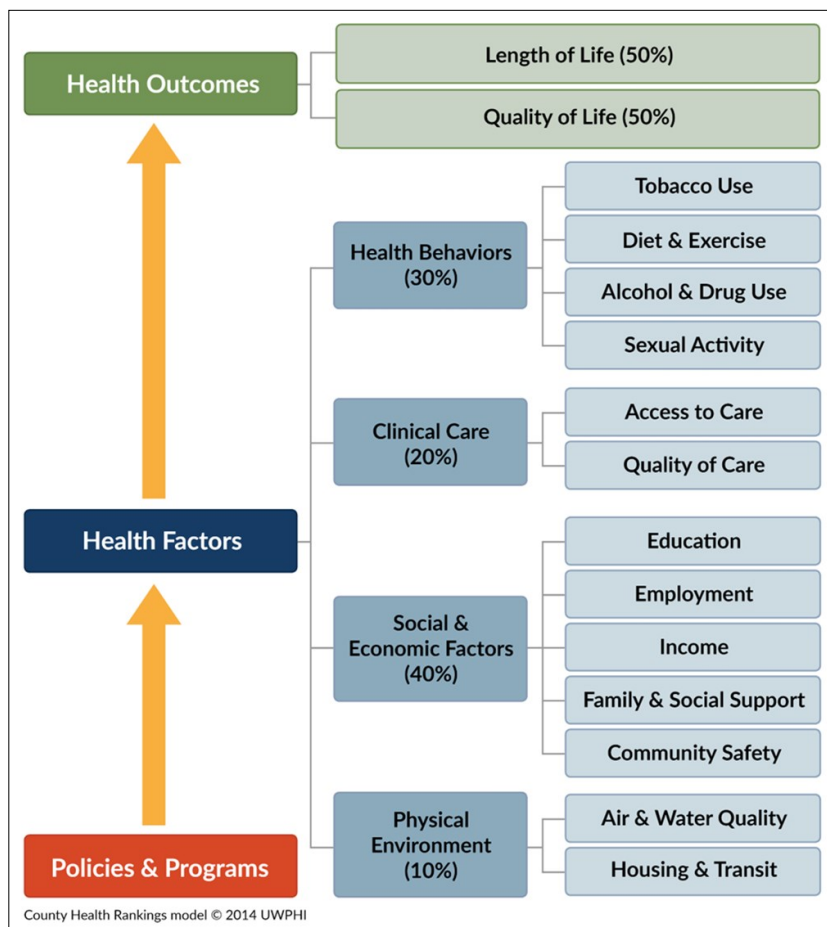 Health Outcomes
Length of Life (50%)
Quality of Life (50%)
Health Behaviors
(30%)
Tobacco Use
Diet & Exercise
Alcohol & Drug Use
Sexual Activity
Clinical Care
(20%)
Access to Care
Quality of Care
Health Factors
Social &
Economic Factors
(40%)
Education
Employment
Income
Family & Social Support
Community Safety
Physical
Environment
(10%)
Air & Water Quality
Housing & Transit
Policies & Programs
County Health Rankings model © 2014 UWPHI